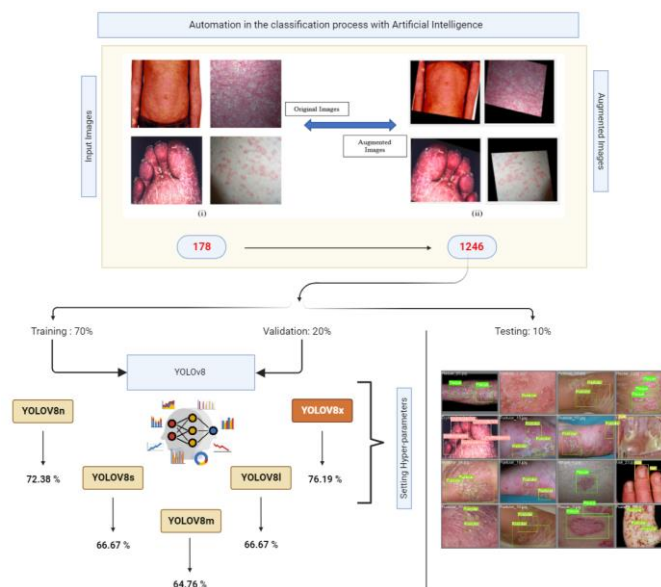 Automation in the classification process with Artificial Intelligence
Input Images
Original Images
Augmented Images
Augmented Images
(i)
(ii)
178
1246
Training : 70%
Validation: 20%
Testing: 10%
YOLOv8
YOLOV8n
YOLOV8x
72.38 %
76.19 %
YOLOV8s
YOLOV8l
66.67 %
66.67 %
YOLOV8m
64.76 %
Setting Hyper-parameters